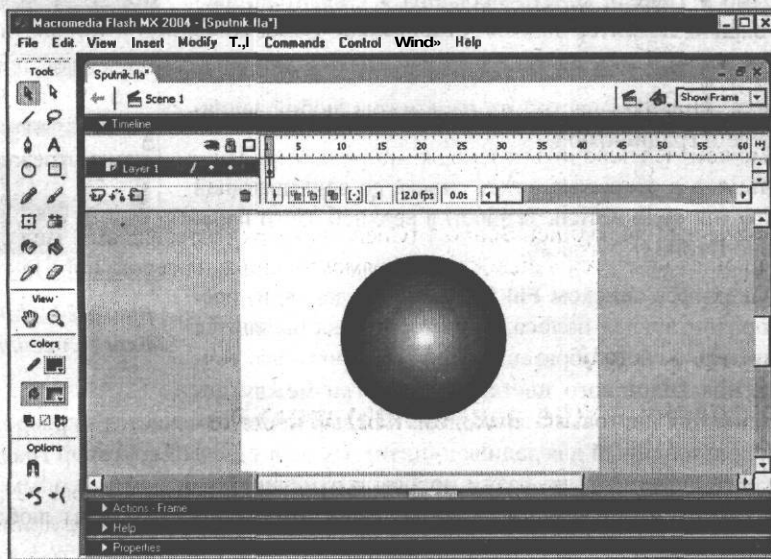 Macromedia Flash MX 2004 - [Sputnik.fla*]
File Edit View Insert Modify T.,l Commands Control Wind» Help
Tools
Sputnik.fla*
Scene 1
Show Frame
Timeline
1 5 10 15 20 25 30 35 40 45 50 55 60
Layer 1
1 12.0 fps 0.0s
View
Colors
Options
Actions - Frame
Help
Properties